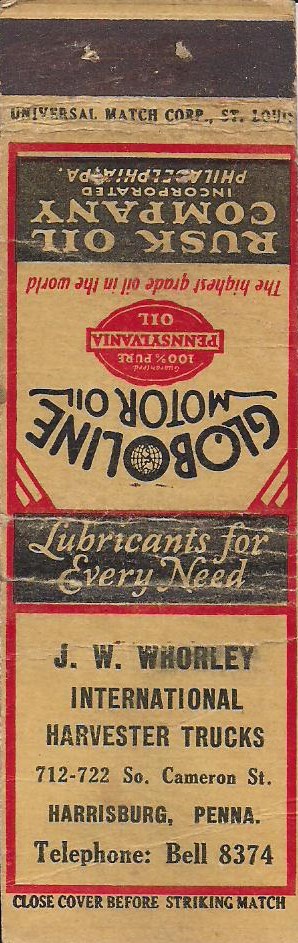 UNIVERSAL MATCH CORP., ST. LOUIS
GLOBOLINE
MOTOR OIL
Guaranteed
100% PURE
PENNSYLVANIA
OIL
The highest grade oil in the world
RUSK OIL
COMPANY
INCORPORATED
PHILADELPHIA, PA.
Lubricants for
Every Need
J. W. WHORLEY
INTERNATIONAL
HARVESTER TRUCKS
712-722 So. Cameron St.
HARRISBURG, PENNA.
Telephone: Bell 8374
CLOSE COVER BEFORE STRIKING MATCH